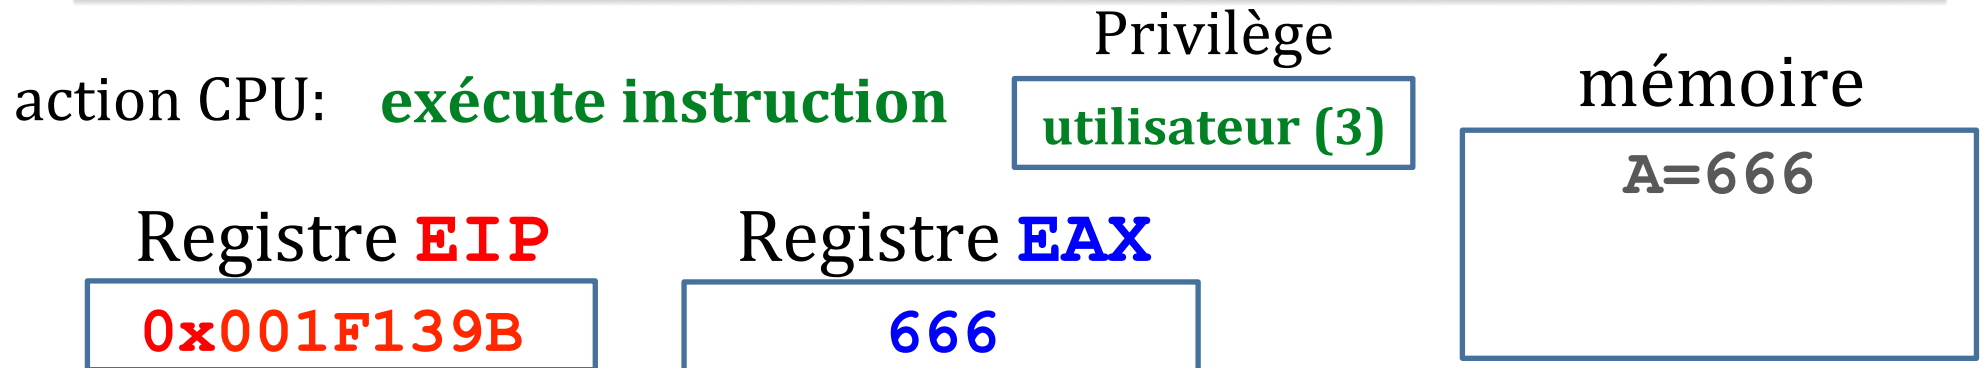 Privilège
action CPU: exécute instruction
utilisateur (3)
mémoire
A=666
Registre EIP
Registre EAX
0x001F139B
666